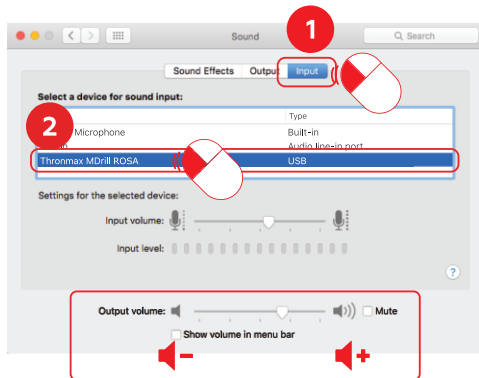 1
Sound
Search
Sound Effects Output Input
Select a device for sound input:
2
Type
Microphone Built-in
Audio line-in port
Thronmax MDrill ROSA USB
Settings for the selected device:
Input volume:
Input level:
?
Output volume: Mute
Show volume in menu bar